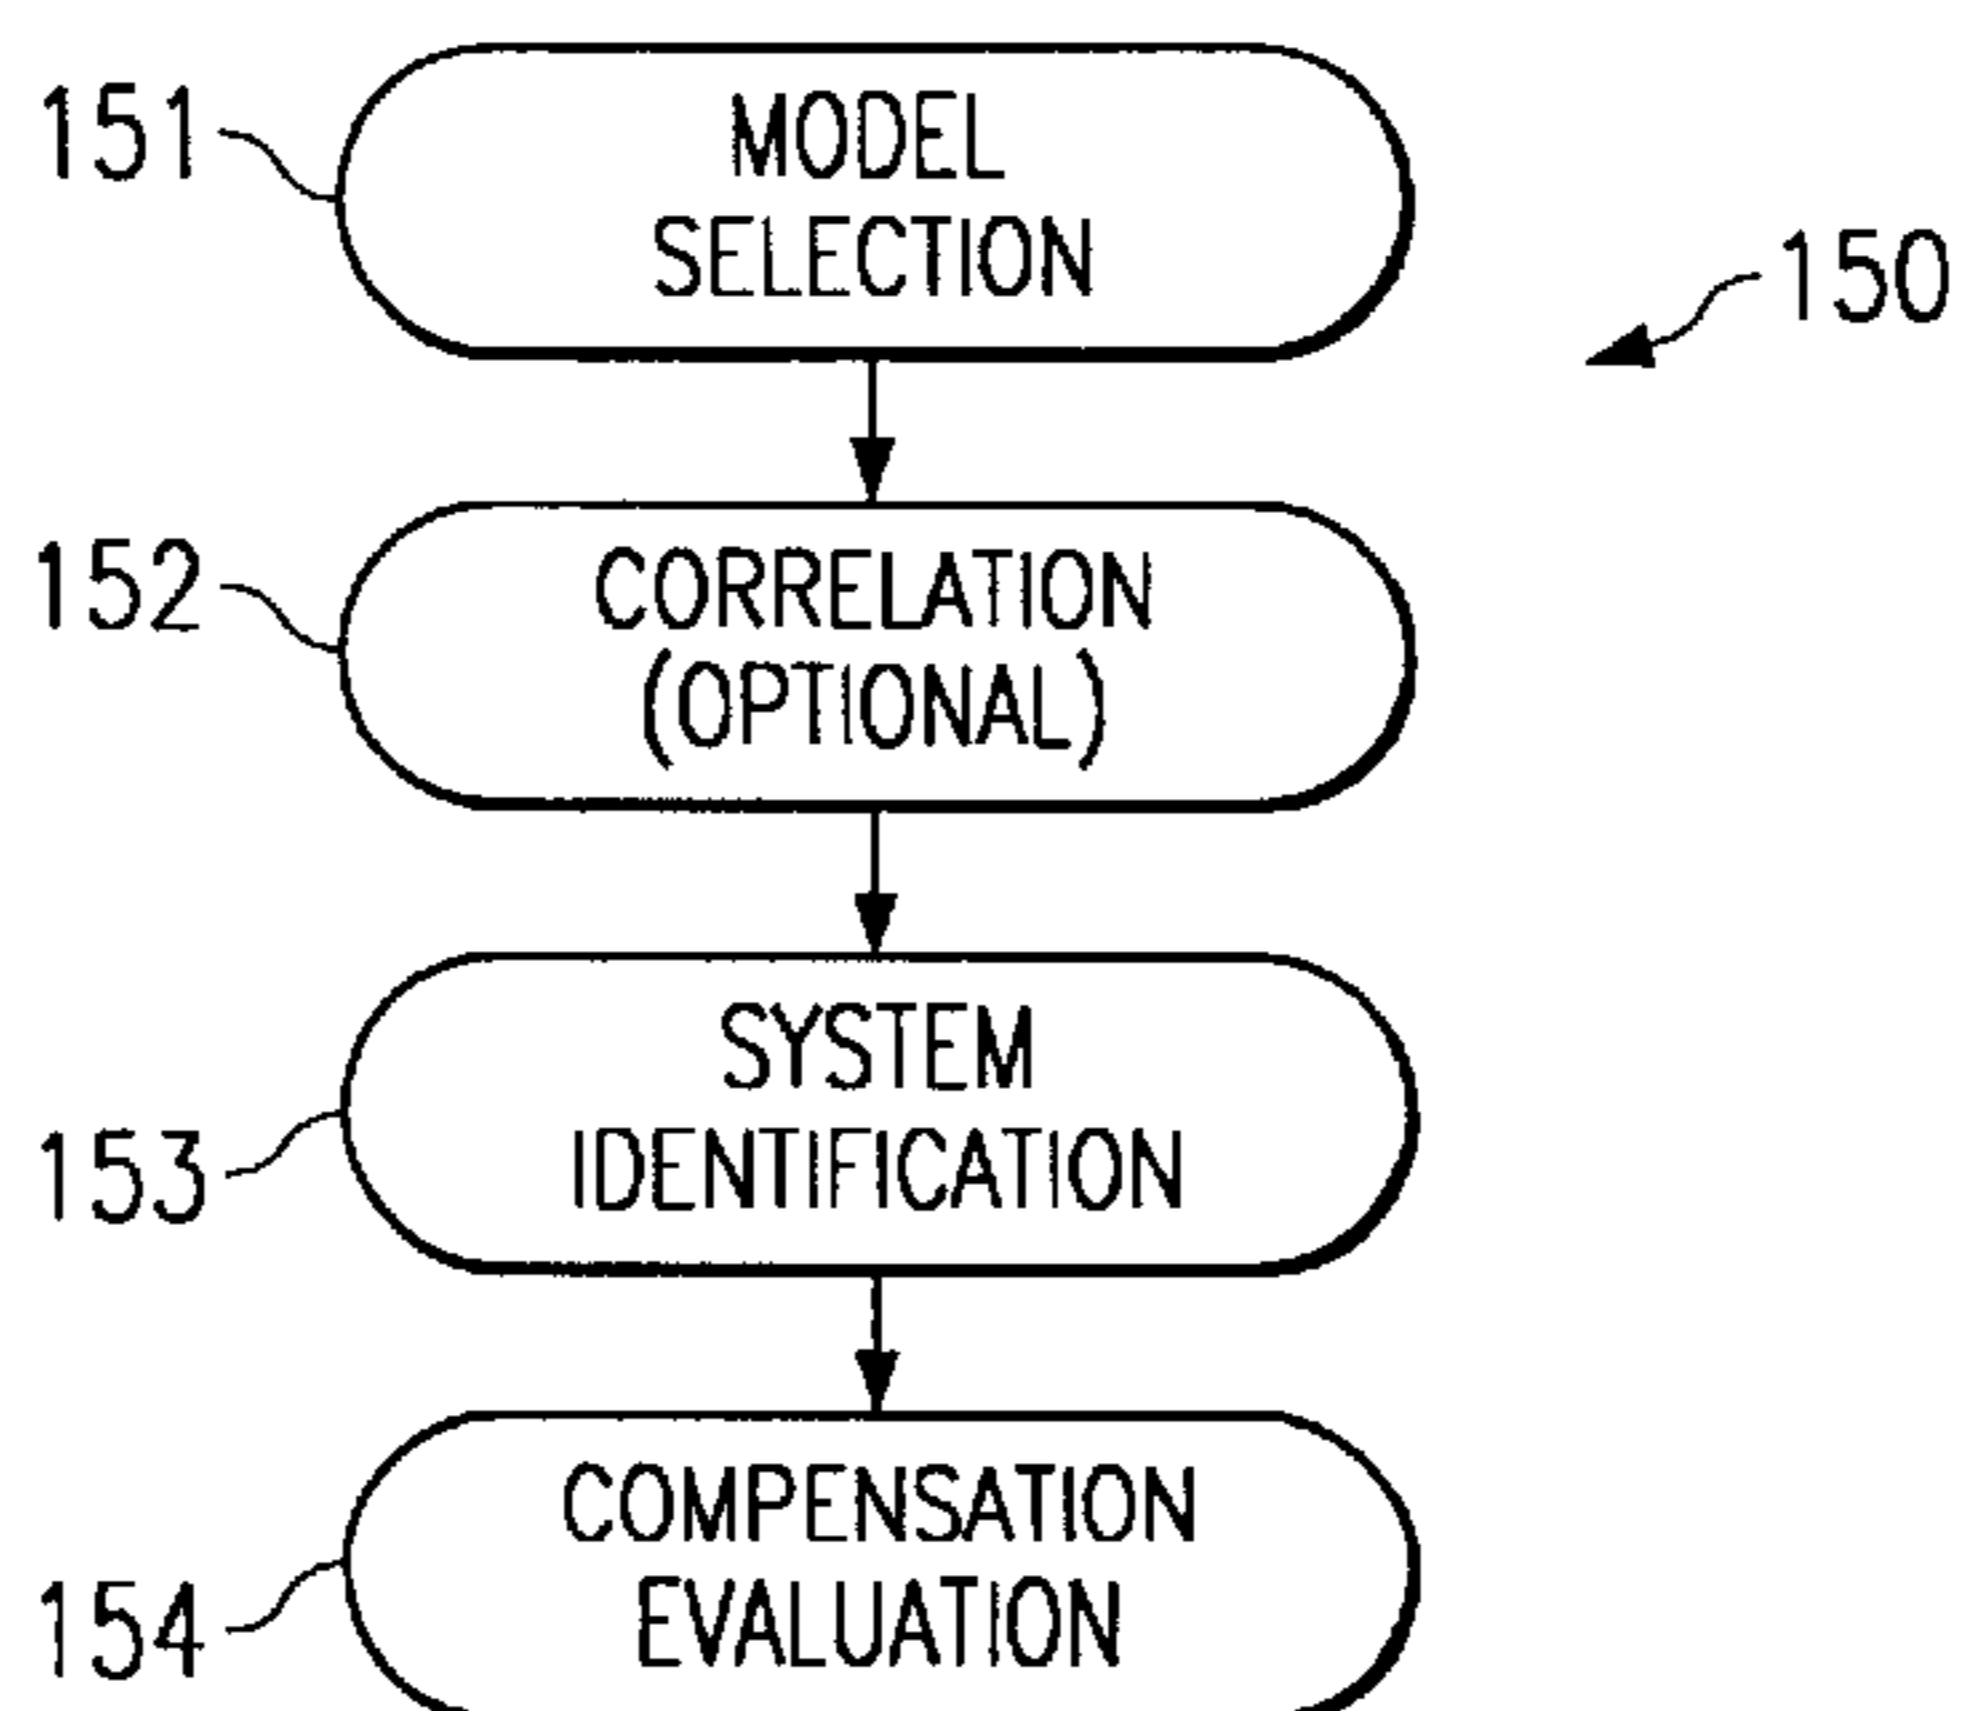 151
MODEL
SELECTION
150
152
CORRELATION
(OPTIONAL)
153
SYSTEM
IDENTIFICATION
154
COMPENSATION
EVALUATION